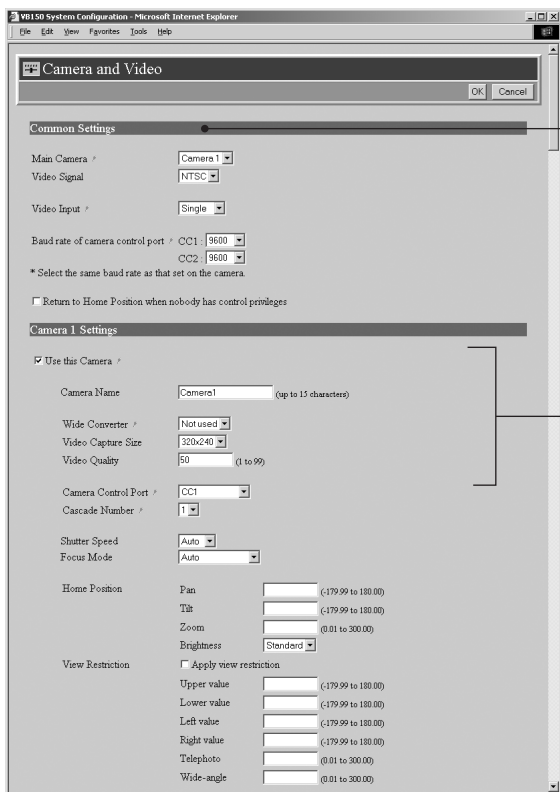 VB150 System Configuration - Microsoft Internet Explorer
File Edit View Favorites Tools Help
Camera and Video
OK Cancel
Common Settings
Main Camera Camera 1
Video Signal NTSC
Video Input Single
Baud rate of camera control port CC1 : 9600
CC2 : 9600
* Select the same baud rate as that set on the camera.
Return to Home Position when nobody has control privileges
Camera 1 Settings
Use this Camera
Camera Name Camera1 (up to 15 characters)
Wide Converter Not used
Video Capture Size 320x240
Video Quality 50 (1 to 99)
Camera Control Port CC1
Cascade Number 1
Shutter Speed Auto
Focus Mode Auto
Home Position Pan (-179.99 to 180.00)
Tilt (-179.99 to 180.00)
Zoom (0.01 to 300.00)
Brightness Standard
View Restriction Apply view restriction
Upper value (-179.99 to 180.00)
Lower value (-179.99 to 180.00)
Left value (-179.99 to 180.00)
Right value (-179.99 to 180.00)
Telephoto (0.01 to 300.00)
Wide-angle (0.01 to 300.00)